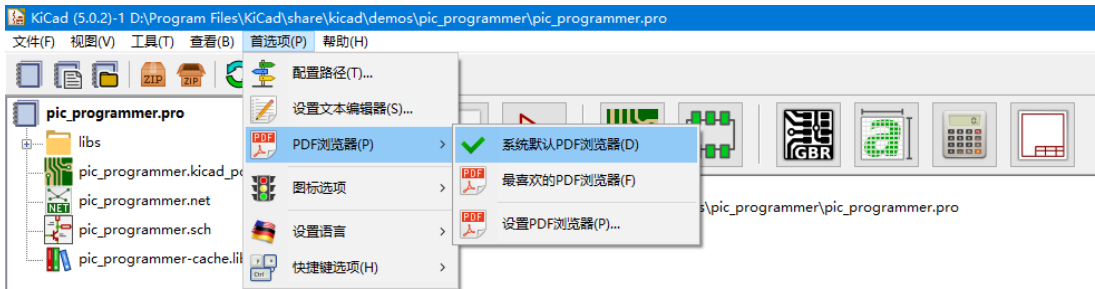 KiCad (5.0.2)-1 D:\Program Files\KiCad\share\kicad\demos\pic_programmer\pic_programmer.pro
文件(F) 视图(V) 工具(T) 查看(B) 首选项(P) 帮助(H)
ZIP ZIP
配置路径(T)...
设置文本编辑器(S)...
PDF PDF浏览器(P)
图标选项
设置语言
Ctrl 快捷键选项(H)
系统默认PDF浏览器(D)
PDF 最喜欢的PDF浏览器(F)
PDF 设置PDF浏览器(P)...
GBR a 0.
pic_programmer.pro
libs
pic_programmer.kicad_pc
NET pic_programmer.net
pic_programmer.sch
pic_programmer-cache.lib
s\pic_programmer\pic_programmer.pro